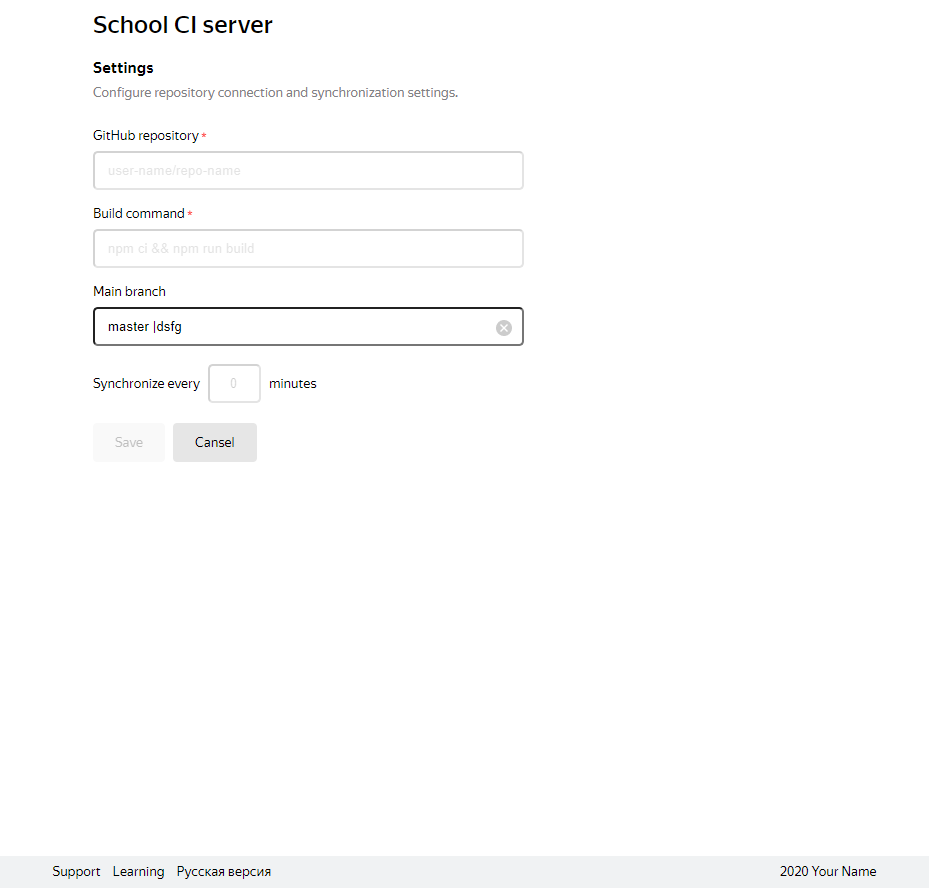 School CI server
Settings
Configure repository connection and synchronization settings.
GitHub repository *
user-name/repo-name
Build command *
npm ci && npm run build
Main branch
master |dsfg
Synchronize every 0 minutes
Save Cansel
Support Learning Русская версия 2020 Your Name